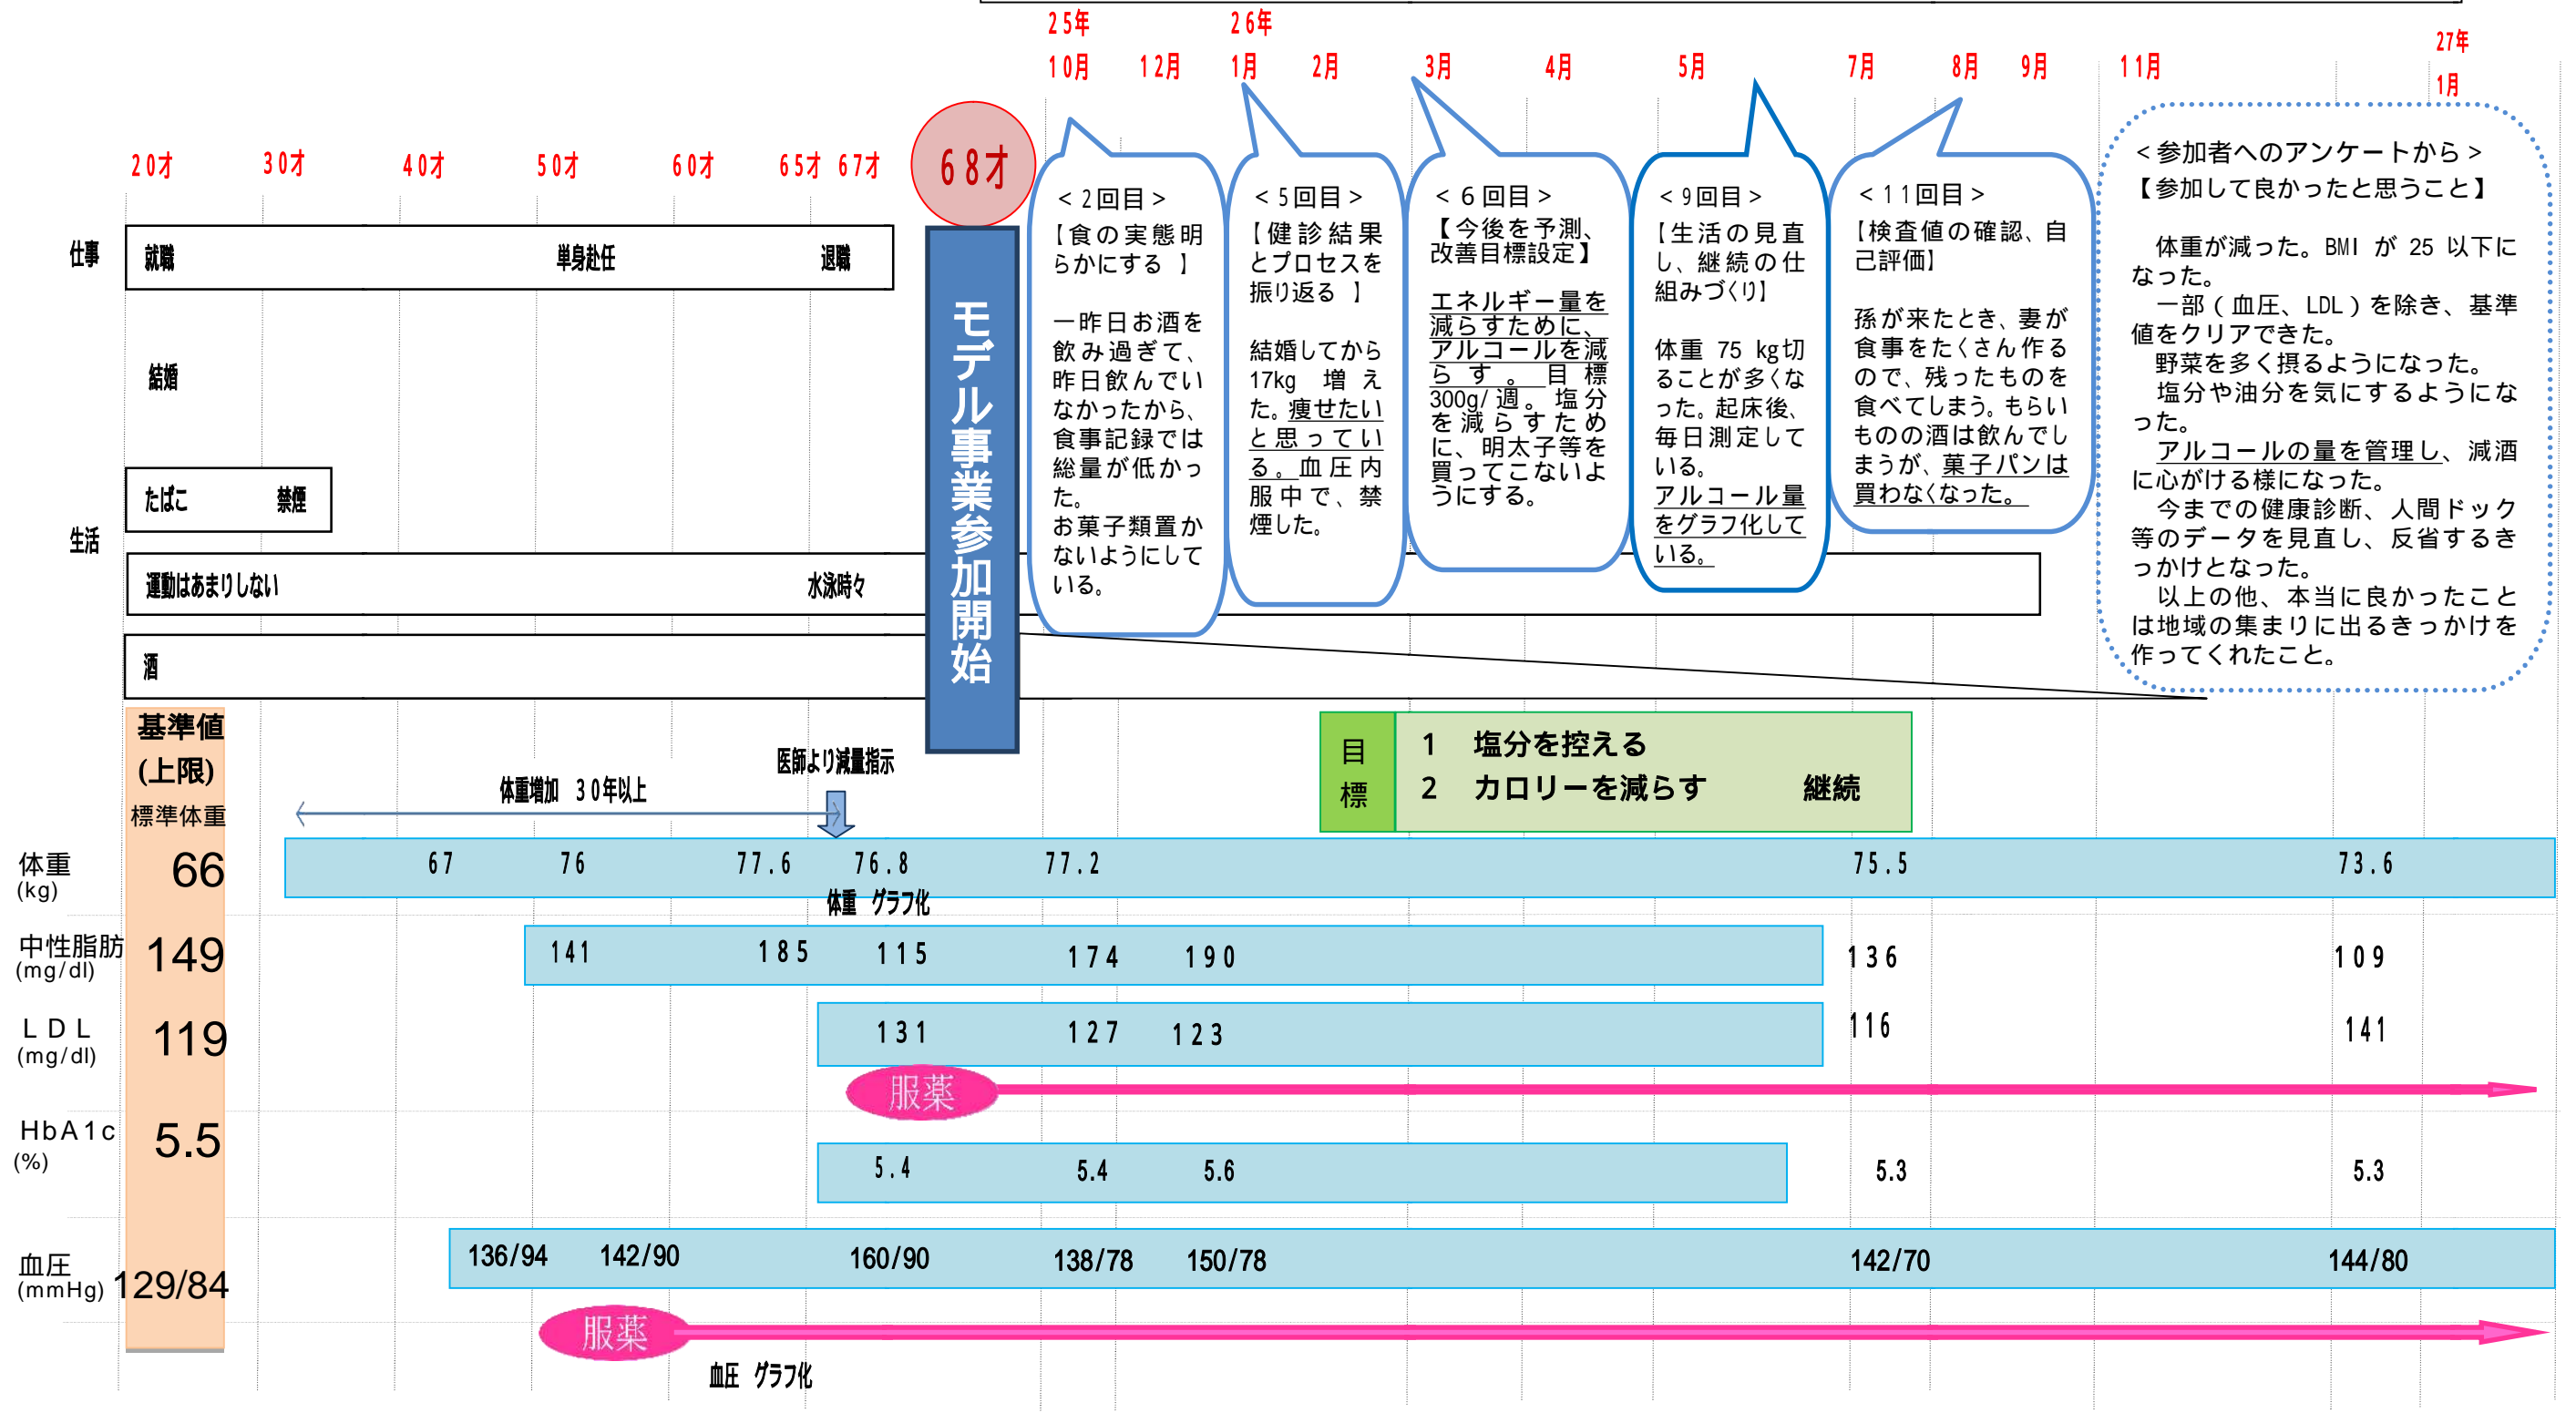 25年
26年
27年
10月 12月 1月 2月 3月 4月 5月 7月 8月 9月 11月 1月
20才 30才 40才 50才 60才 65才 67才
68才
仕事
就職 単身赴任 退職
結婚
生活
たばこ 禁煙
運動はあまりしない 水泳時々
酒
モデル事業参加開始
<2回目>
【食の実態明
らかにする 】
一昨日お酒を
飲み過ぎて、
昨日飲んでい
なかったから、
食事記録では
総量が低かっ
た。
お菓子類置か
ないようにして
いる。
<5回目>
【健診結果
とプロセスを
振り返る 】
結婚してから
17kg 増え
た。痩せたい
と思ってい
る。血圧内
服中で、禁
煙した。
<6回目>
【今後を予測、
改善目標設定】
エネルギー量を
減らすために、
アルコールを減
らす。目標
300g/週。塩分
を減らすため
に、明太子等を
買ってこないよ
うにする。
<9回目>
【生活の見直
し、継続の仕
組みづくり】
体重 75 kg切
ることが多くな
った。起床後、
毎日測定して
いる。
アルコール量
をグラフ化して
いる。
<11回目>
【検査値の確認、自
己評価】
孫が来たとき、妻が
食事をたくさん作る
ので、残ったものを
食べてしまう。もらい
ものの酒は飲んでし
まうが、菓子パンは
買わなくなった。
<参加者へのアンケートから>
【参加して良かったと思うこと】
体重が減った。BMI が 25 以下に
なった。
一部(血圧、LDL)を除き、基準
値をクリアできた。
野菜を多く摂るようになった。
塩分や油分を気にするようにな
った。
アルコールの量を管理し、減酒
に心がける様になった。
今までの健康診断、人間ドック
等のデータを見直し、反省するき
っかけとなった。
以上の他、本当に良かったこと
は地域の集まりに出るきっかけを
作ってくれたこと。
基準値
(上限)
標準体重
体重増加 30年以上
医師より減量指示
目標
1 塩分を控える
2 カロリーを減らす 継続
体重
(kg)
66
67 76 77.6 76.8 77.2 75.5 73.6
体重 グラフ化
中性脂肪
(mg/dl)
149
141 185 115 174 190 136 109
LDL
(mg/dl)
119
131 127 123 116 141
服薬
HbA1c
(%)
5.5
5.4 5.4 5.6 5.3 5.3
血圧
(mmHg)
129/84
136/94 142/90 160/90 138/78 150/78 142/70 144/80
服薬
血圧 グラフ化